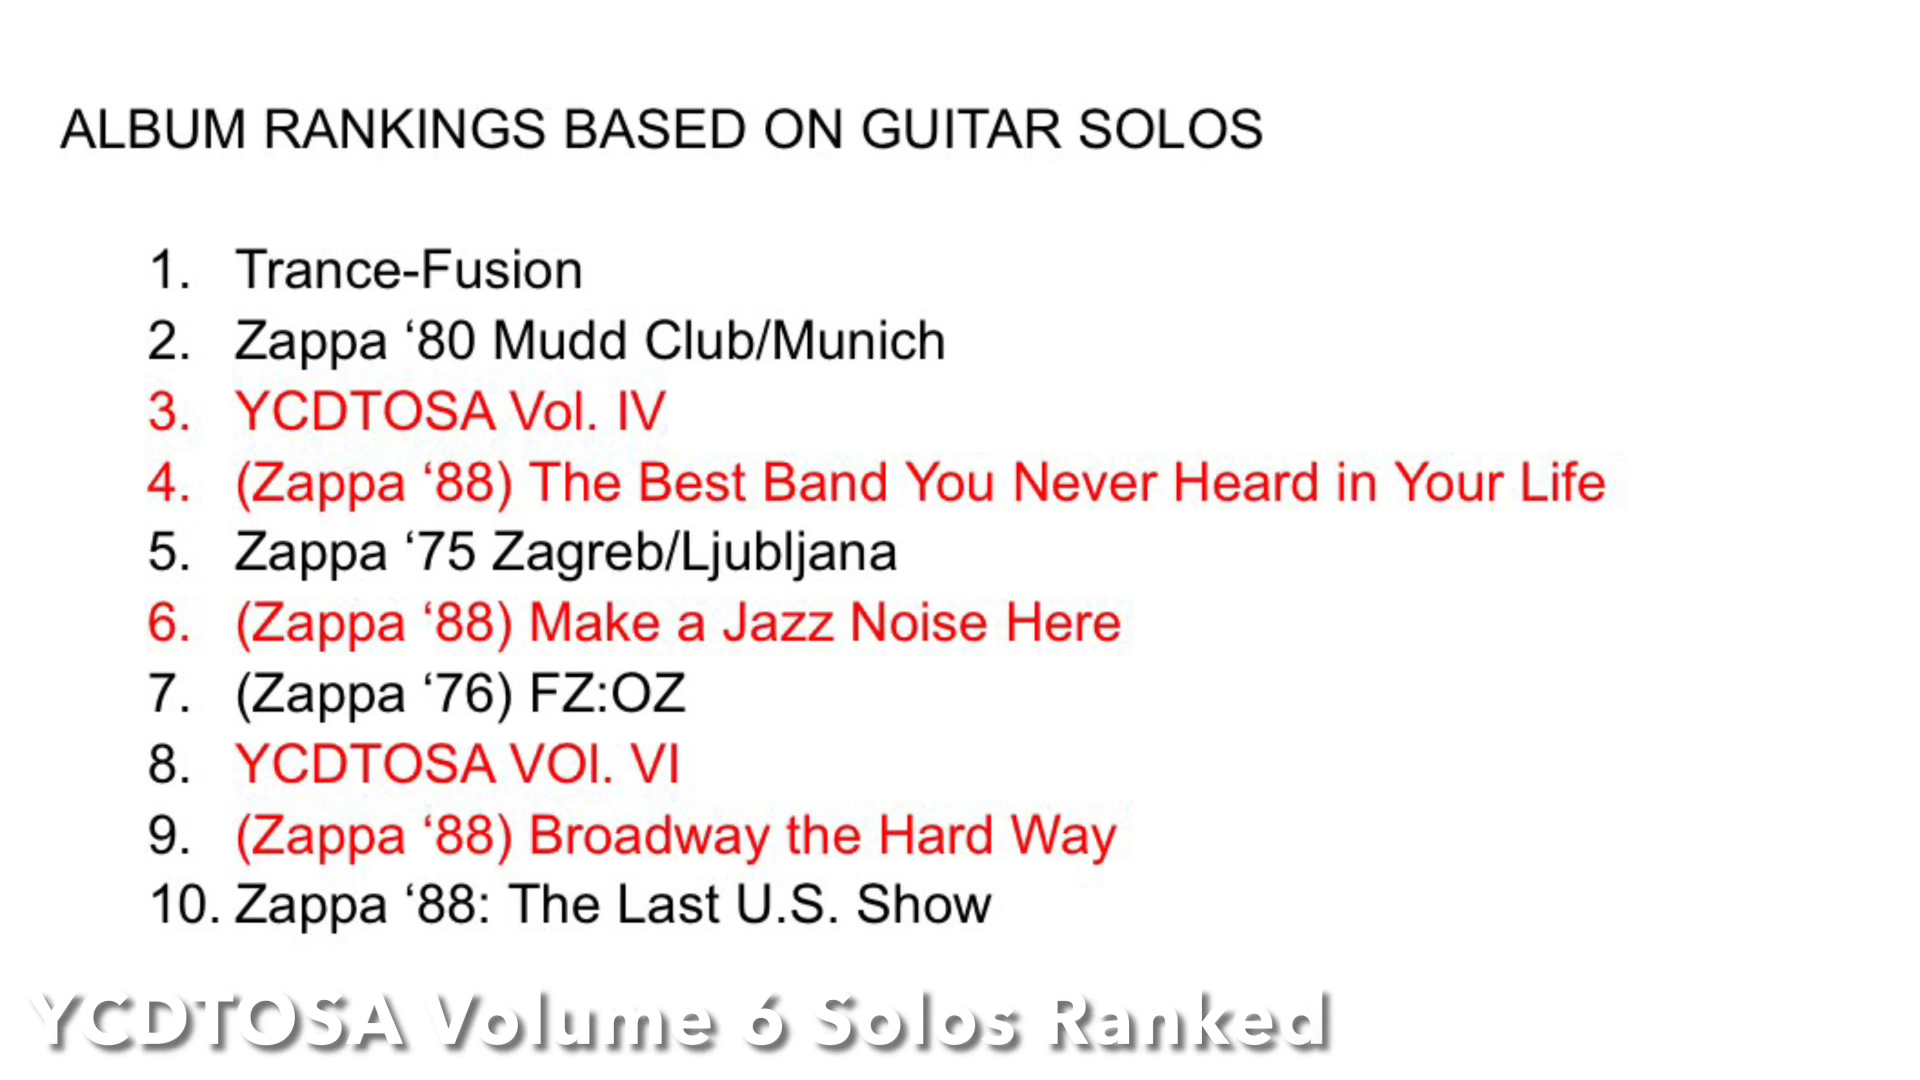 ALBUM RANKINGS BASED ON GUITAR SOLOS
1. Trance-Fusion
2. Zappa ‘80 Mudd Club/Munich
3. YCDTOSA Vol. IV
4. (Zappa ‘88) The Best Band You Never Heard in Your Life
5. Zappa ‘75 Zagreb/Ljubljana
6. (Zappa ‘88) Make a Jazz Noise Here
7. (Zappa ‘76) FZ:OZ
8. YCDTOSA VOl. VI
9. (Zappa ‘88) Broadway the Hard Way
10. Zappa ‘88: The Last U.S. Show
YCDTOSA Volume 6 Solos Ranked